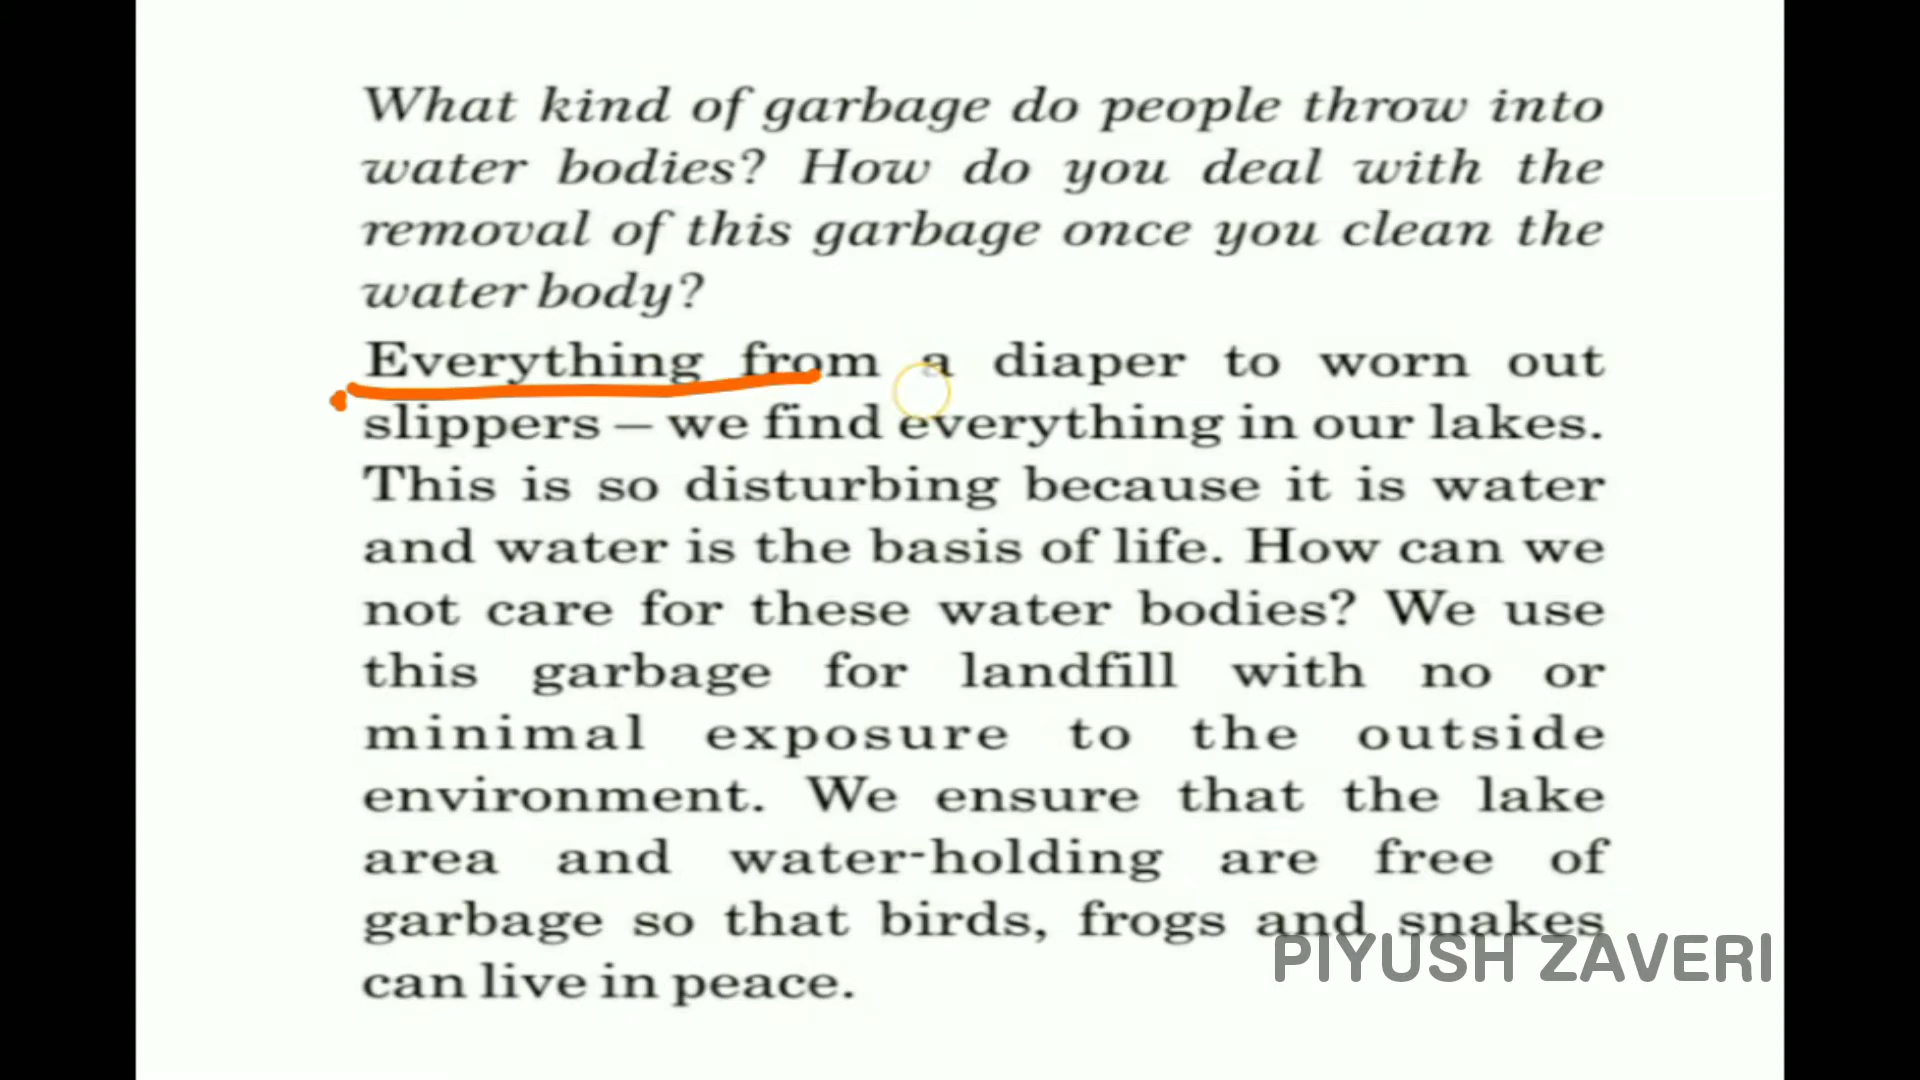 What kind of garbage do people throw into
water bodies? How do you deal with the
removal of this garbage once you clean the
water body?
Everything from a diaper to worn out
slippers – we find everything in our lakes.
This is so disturbing because it is water
and water is the basis of life. How can we
not care for these water bodies? We use
this garbage for landfill with no or
minimal exposure to the outside
environment. We ensure that the lake
area and water-holding are free of
garbage so that birds, frogs and snakes
can live in peace.
PIYUSH ZAVERI